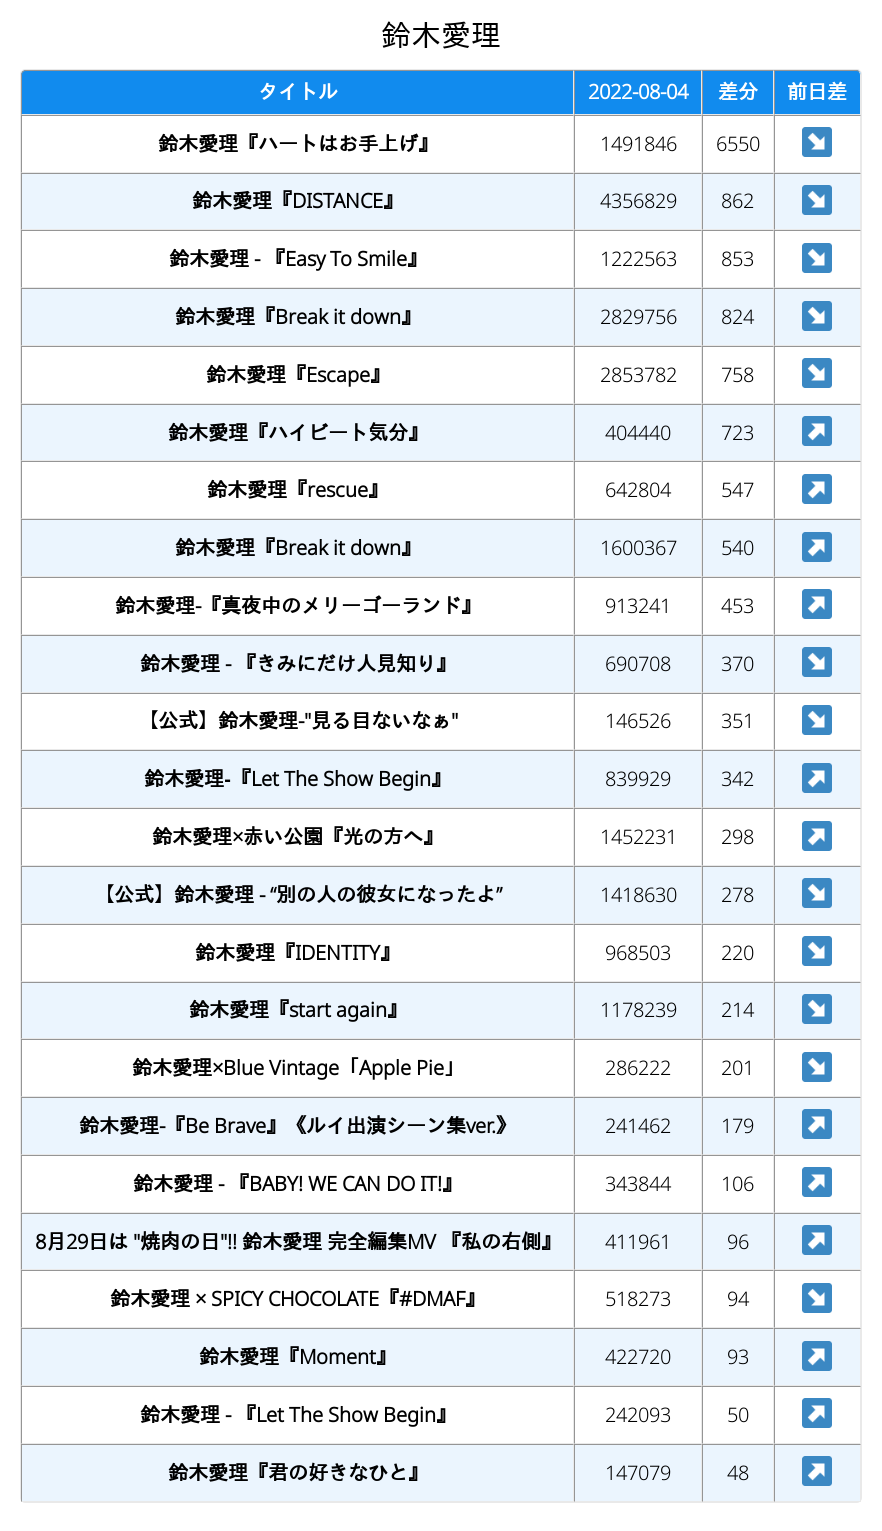 鈴木愛理
タイトル 2022-08-04 差分 前日差
鈴木愛理『ハートはお手上げ』 1491846 6550 ↘
鈴木愛理『DISTANCE』 4356829 862 ↘
鈴木愛理 - 『Easy To Smile』 1222563 853 ↘
鈴木愛理『Break it down』 2829756 824 ↘
鈴木愛理『Escape』 2853782 758 ↘
鈴木愛理『ハイビート気分』 404440 723 ↗
鈴木愛理『rescue』 642804 547 ↗
鈴木愛理『Break it down』 1600367 540 ↗
鈴木愛理-『真夜中のメリーゴーランド』 913241 453 ↗
鈴木愛理 - 『きみにだけ人見知り』 690708 370 ↘
【公式】鈴木愛理-"見る目ないなぁ" 146526 351 ↘
鈴木愛理-『Let The Show Begin』 839929 342 ↗
鈴木愛理×赤い公園『光の方へ』 1452231 298 ↗
【公式】鈴木愛理 - “別の人の彼女になったよ” 1418630 278 ↘
鈴木愛理『IDENTITY』 968503 220 ↘
鈴木愛理『start again』 1178239 214 ↘
鈴木愛理×Blue Vintage「Apple Pie」 286222 201 ↘
鈴木愛理-『Be Brave』《ルイ出演シーン集ver.》 241462 179 ↗
鈴木愛理 - 『BABY! WE CAN DO IT!』 343844 106 ↗
8月29日は "焼肉の日"!! 鈴木愛理 完全編集MV 『私の右側』 411961 96 ↗
鈴木愛理 × SPICY CHOCOLATE『#DMAF』 518273 94 ↘
鈴木愛理『Moment』 422720 93 ↗
鈴木愛理 - 『Let The Show Begin』 242093 50 ↗
鈴木愛理『君の好きなひと』 147079 48 ↗